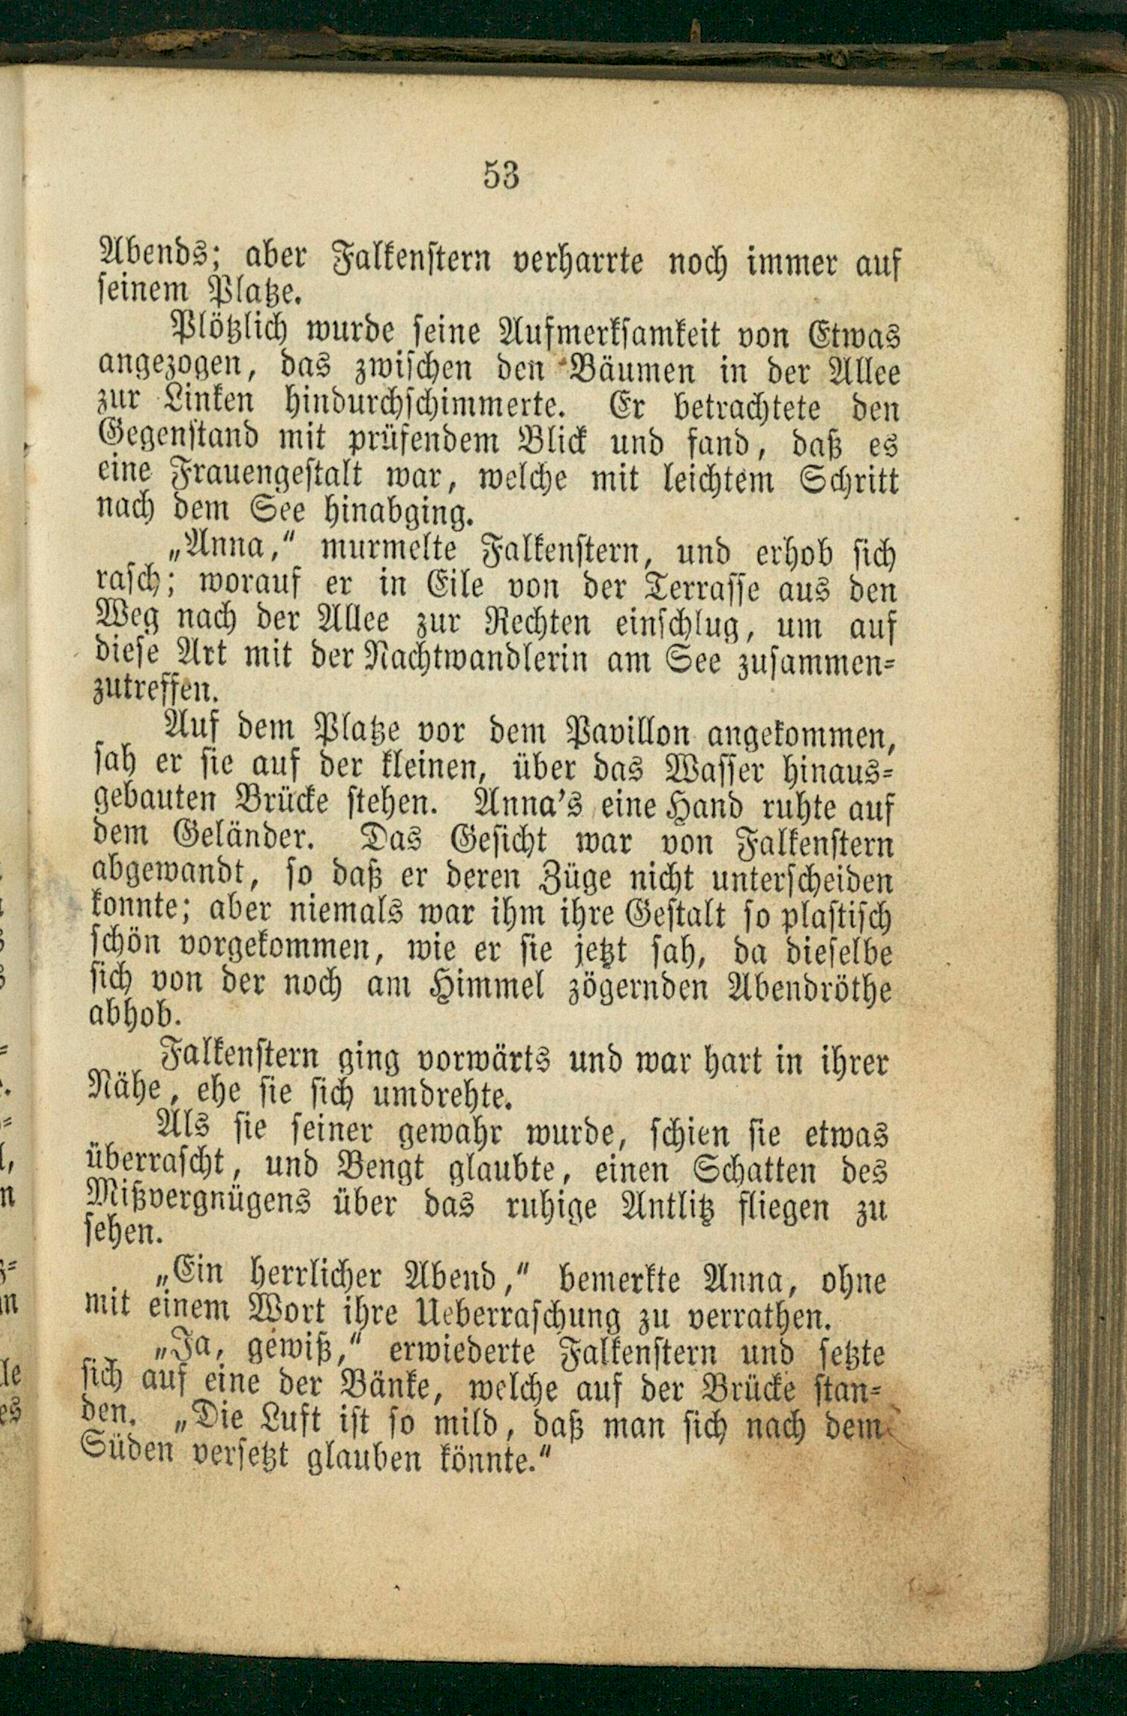 53
Abends; aber Falkenstern verharrte noch immer auf
seinem Platze.
Plötzlich wurde seine Aufmerksamkeit von Etwas
angezogen, das zwischen den Bäumen in der Allee
zur Linken hindurchschimmerte. Er betrachtete den
Gegenstand mit prüfendem Blick und fand, daß es
eine Frauengestalt war, welche mit leichtem Schritt
nach dem See hinabging.
„Anna,“ murmelte Falkenstern, und erhob sich
rasch; worauf er in Eile von der Terrasse aus den
Weg nach der Allee zur Rechten einschlug, um auf
diese Art mit der Nachtwandlerin am See zusammen-
zutreffen.
Auf dem Platze vor dem Pavillon angekommen,
sah er sie auf der kleinen, über das Wasser hinaus-
gebauten Brücke stehen. Anna's eine Hand ruhte auf
dem Geländer. Das Gesicht war von Falkenstern
abgewandt, so daß er deren Züge nicht unterscheiden
konnte; aber niemals war ihm ihre Gestalt so plastisch
schön vorgekommen, wie er sie jetzt sah, da dieselbe
sich von der noch am Himmel zögernden Abendröthe
abhob.
Falkenstern ging vorwärts und war hart in ihrer
Nähe, ehe sie sich umdrehte.
Als sie seiner gewahr wurde, schien sie etwas
überrascht, und Bengt glaubte, einen Schatten des
Mißvergnügens über das ruhige Antlitz fliegen zu
sehen.
„Ein herrlicher Abend,“ bemerkte Anna, ohne
mit einem Wort ihre Ueberraschung zu verrathen.
„Ja, gewiß,“ erwiederte Falkenstern und setzte
sich auf eine der Bänke, welche auf der Brücke stan-
den. „Die Luft ist so mild, daß man sich nach dem
Süden versetzt glauben könnte.“